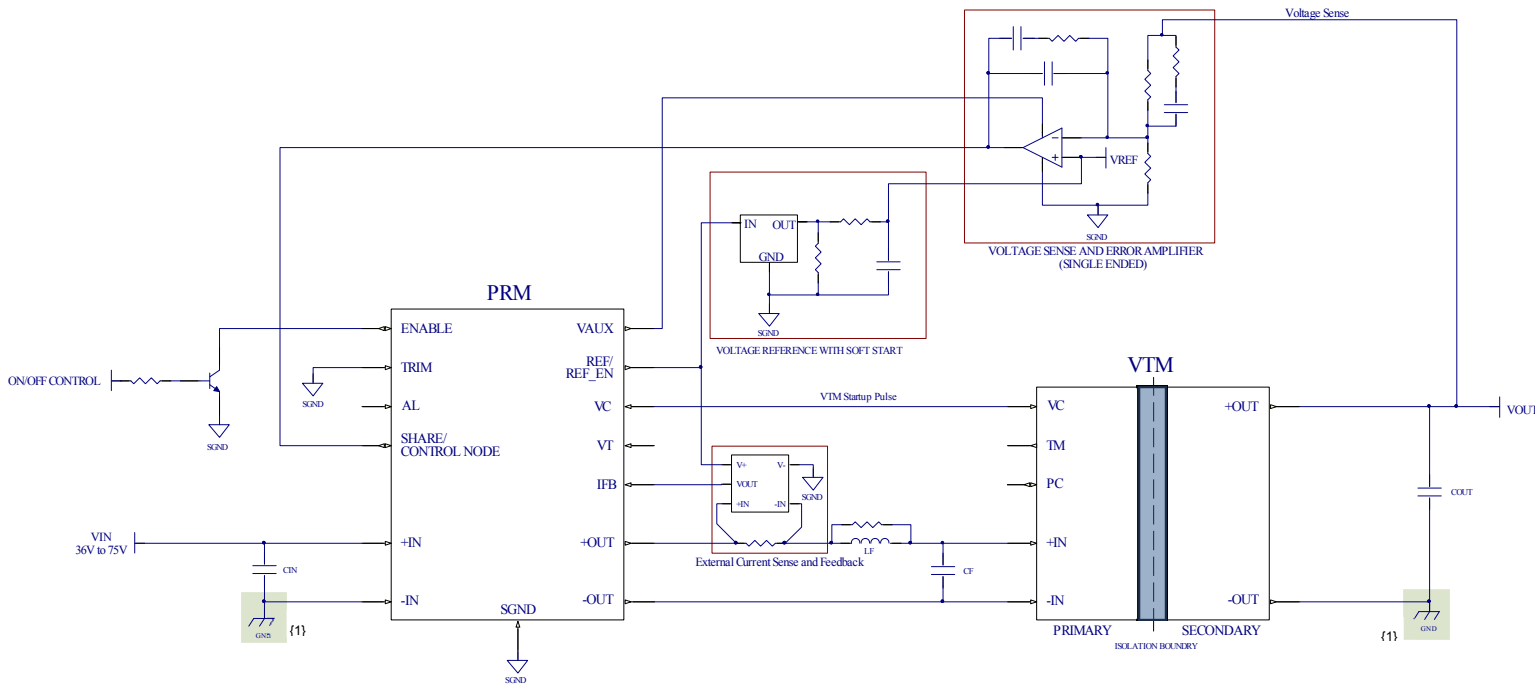 Voltage Sense
VREF
SGND
VOLTAGE SENSE AND ERROR AMPLIFIER
(SINGLE ENDED)
IN
OUT
GND
SGND
VOLTAGE REFERENCE WITH SOFT START
PRM
ENABLE
TRIM
AL
SHARE/
CONTROL NODE
+IN
-IN
VAUX
REF/
REF_EN
VC
VT
IFB
+OUT
-OUT
SGND
SGND
ON/OFF CONTROL
SGND
SGND
VIN
36V to 75V
CIN
GND
{1}
VTM Startup Pulse
V+
V-
VOUT
+IN
-IN
SGND
External Current Sense and Feedback
LF
CF
VTM
VC
TM
PC
+IN
-IN
+OUT
-OUT
PRIMARY
SECONDARY
ISOLATION BOUNDRY
VOUT
COUT
GND
{1}